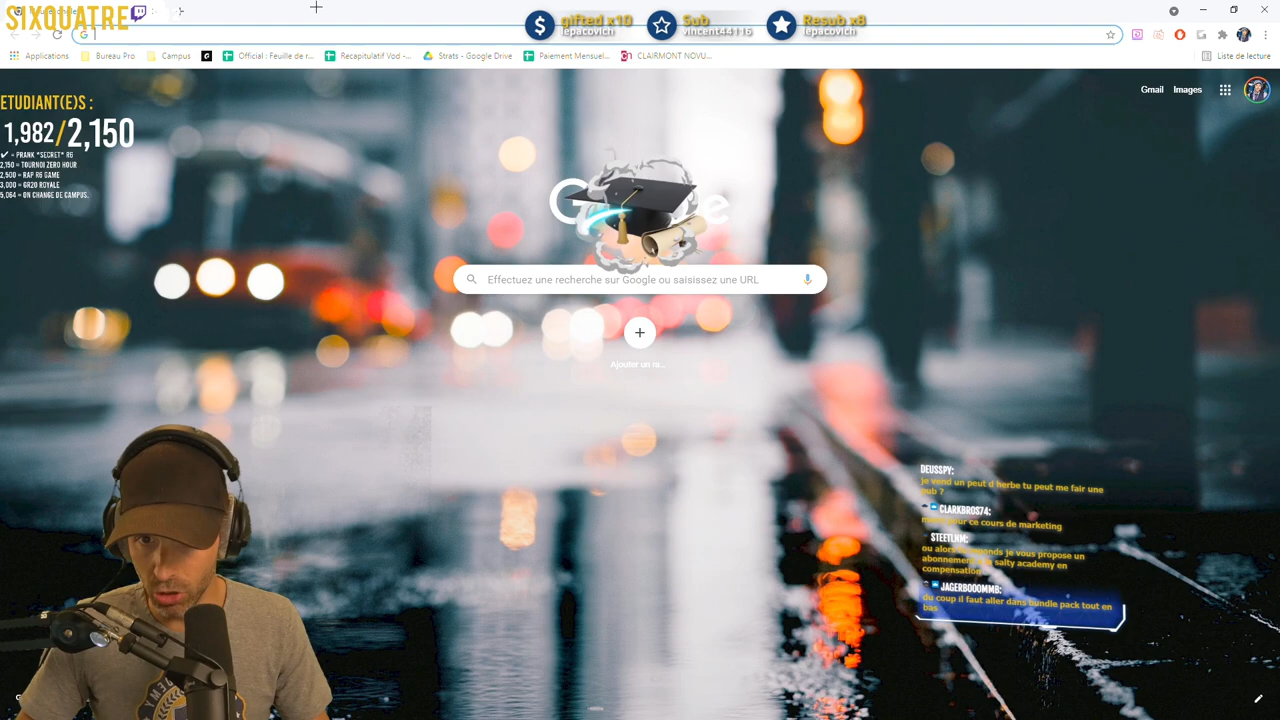 SIXQUATRE
gifted x10
lepacovich
Sub
vincent44116
Resub x8
lepacovich
Applications
Bureau Pro
Campus
Official : Feuille de r...
Recapitulatif Vod -...
Strats - Google Drive
Paiement Mensuel...
CLAIRMONT NOVU...
Liste de lecture
Gmail
Images
ETUDIANT(E)S :
1,982/2,150
✔ = PRANK "SECRET" R6
2,150 = TOURNOI ZERO HOUR
2,500 = RAP R6 GAME
3,000 = GR20 ROYALE
5,064 = ON CHANGE DE CAMPUS.
G e
Effectuez une recherche sur Google ou saisissez une URL
Ajouter un ra...
DEUSSPY:
je vend un peut d herbe tu peut me fair une
pub ?
CLARKBROS74:
pour ce cours de marketing
STEETLNM:
ou alors je vous propose un
abonnement salty academy en
compensation
JAGERBOOOMMB:
du coup il faut aller dans bundle pack tout en
bas